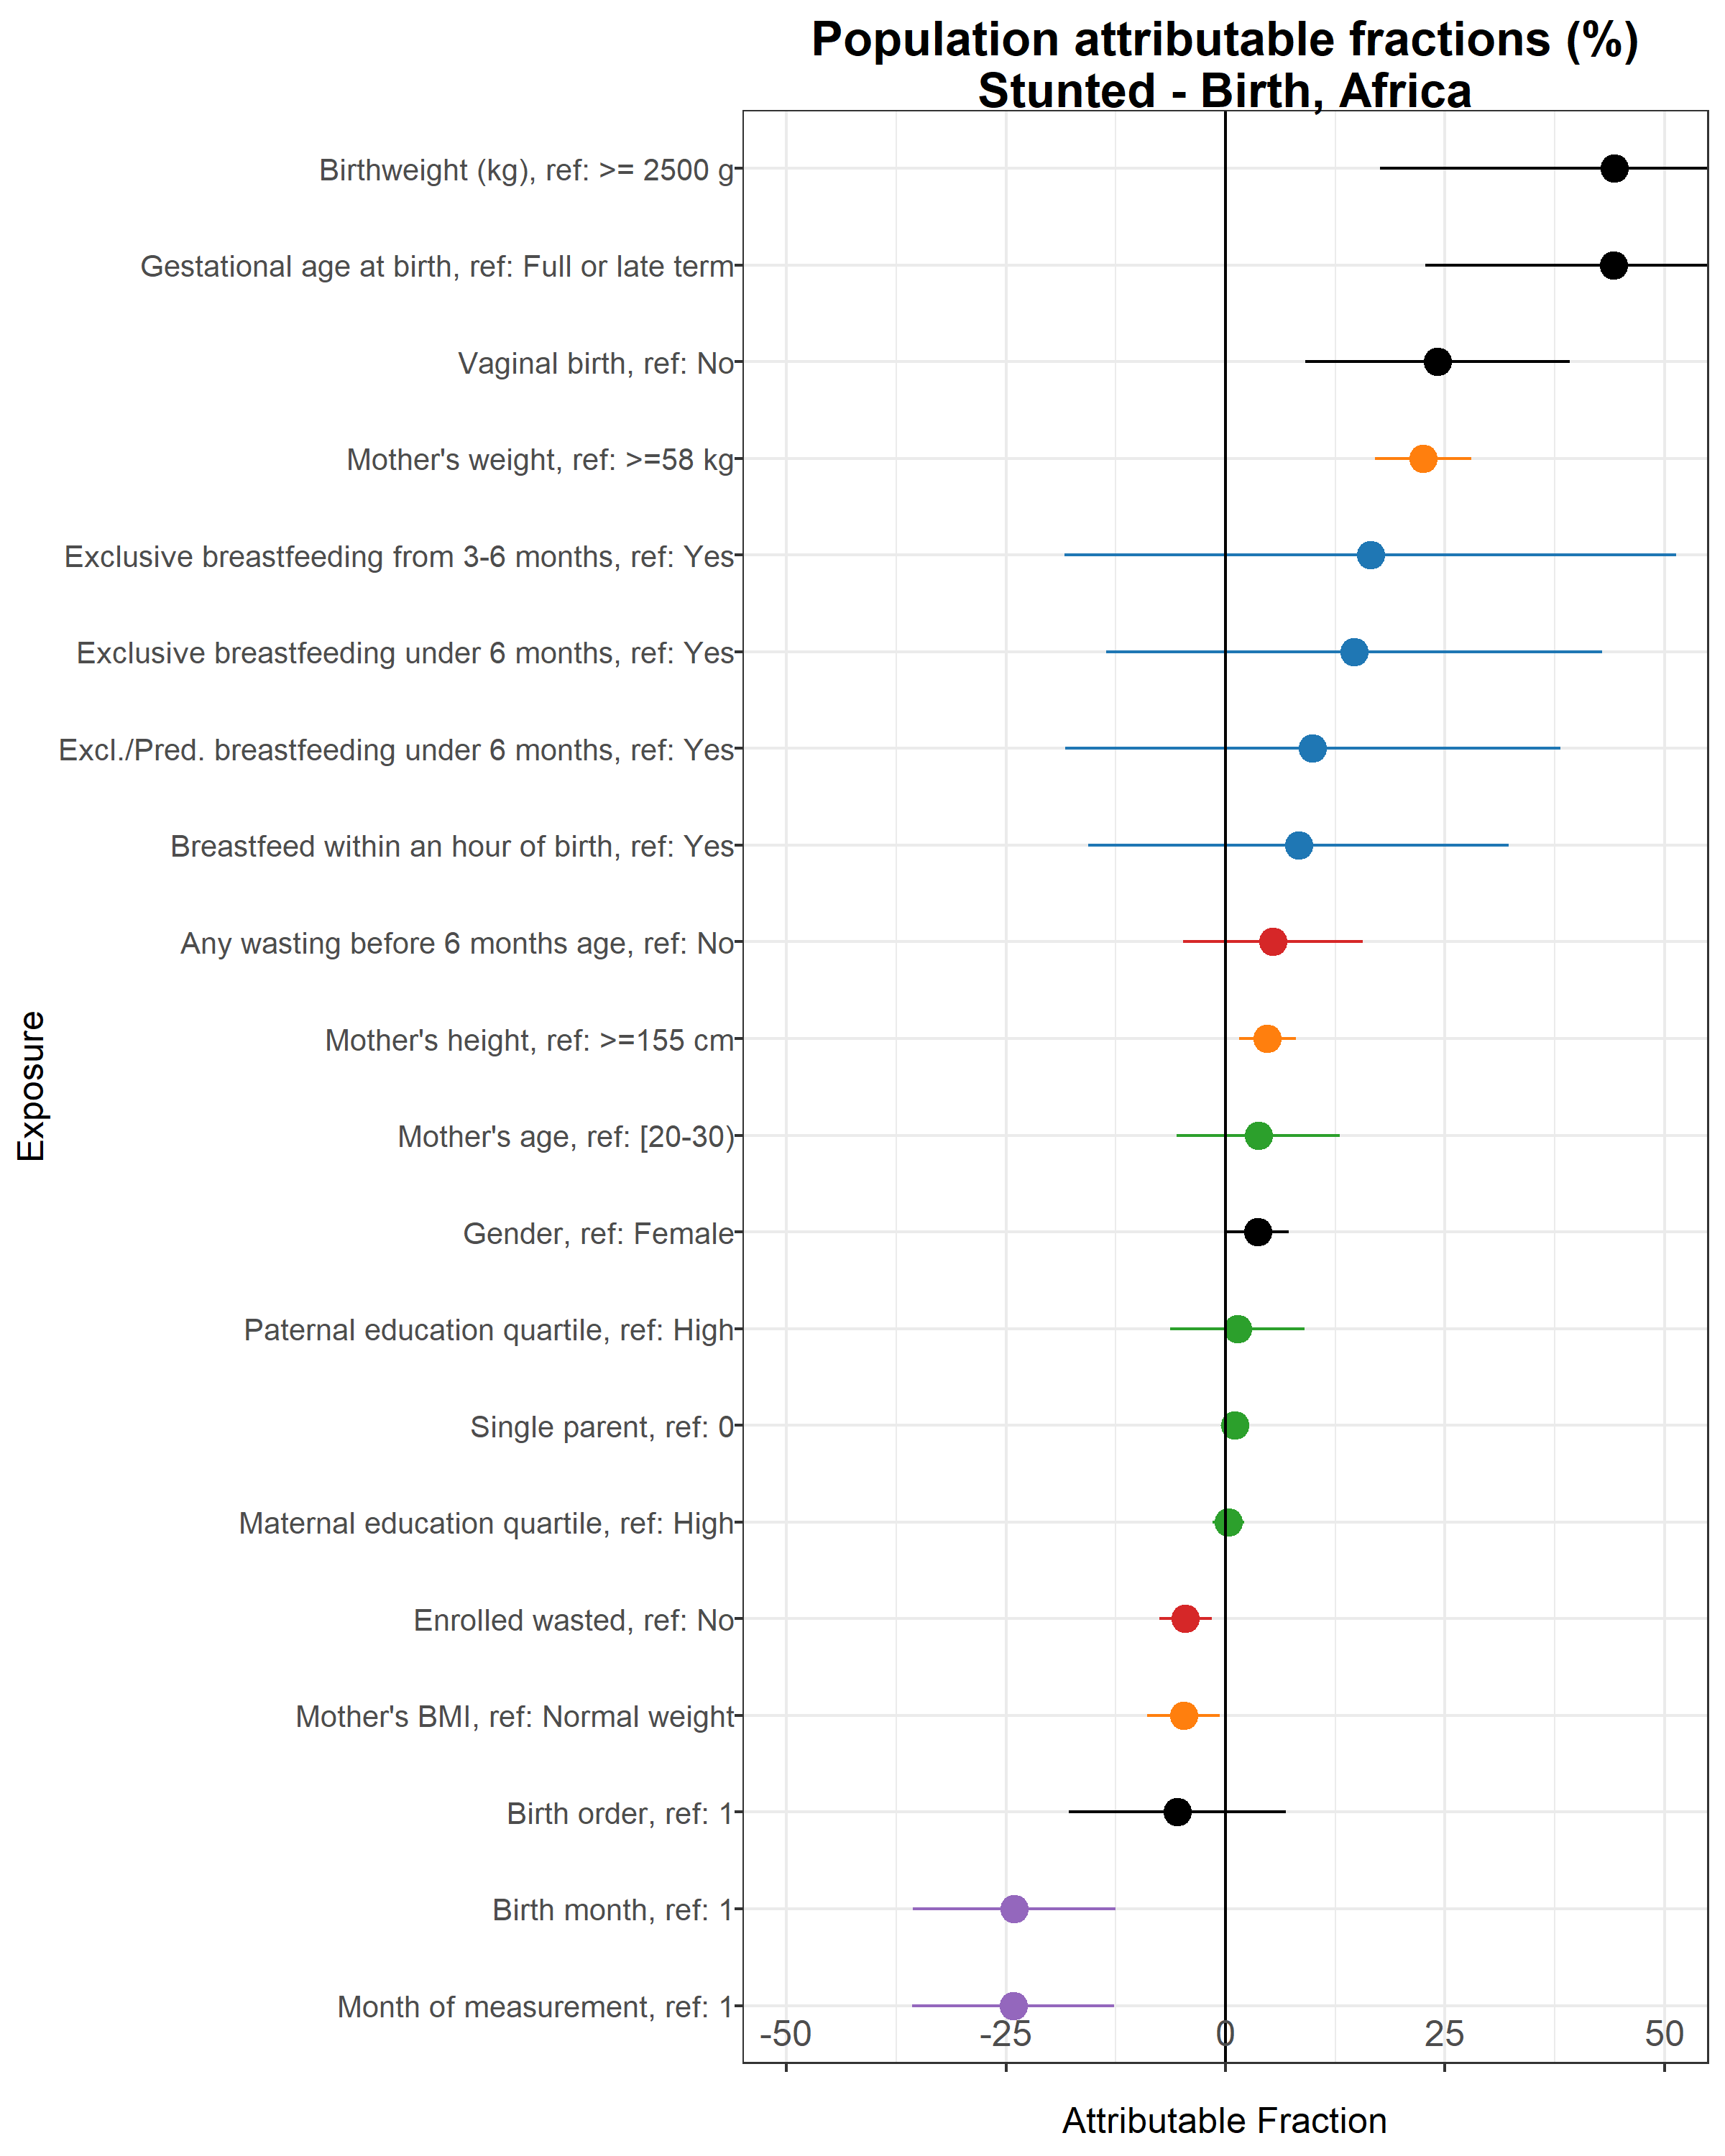 Population attributable fractions (%)
Stunted - Birth, Africa
Birthweight (kg), ref: >= 2500 g
Gestational age at birth, ref: Full or late term
Vaginal birth, ref: No
Mother's weight, ref: >=58 kg
Exclusive breastfeeding from 3-6 months, ref: Yes
Exclusive breastfeeding under 6 months, ref: Yes
Excl./Pred. breastfeeding under 6 months, ref: Yes
Breastfeed within an hour of birth, ref: Yes
Any wasting before 6 months age, ref: No
Mother's height, ref: >=155 cm
Mother's age, ref: [20-30)
Gender, ref: Female
Paternal education quartile, ref: High
Single parent, ref: 0
Maternal education quartile, ref: High
Enrolled wasted, ref: No
Mother's BMI, ref: Normal weight
Birth order, ref: 1
Birth month, ref: 1
Month of measurement, ref: 1
Exposure
-50 -25 0 25 50
Attributable Fraction